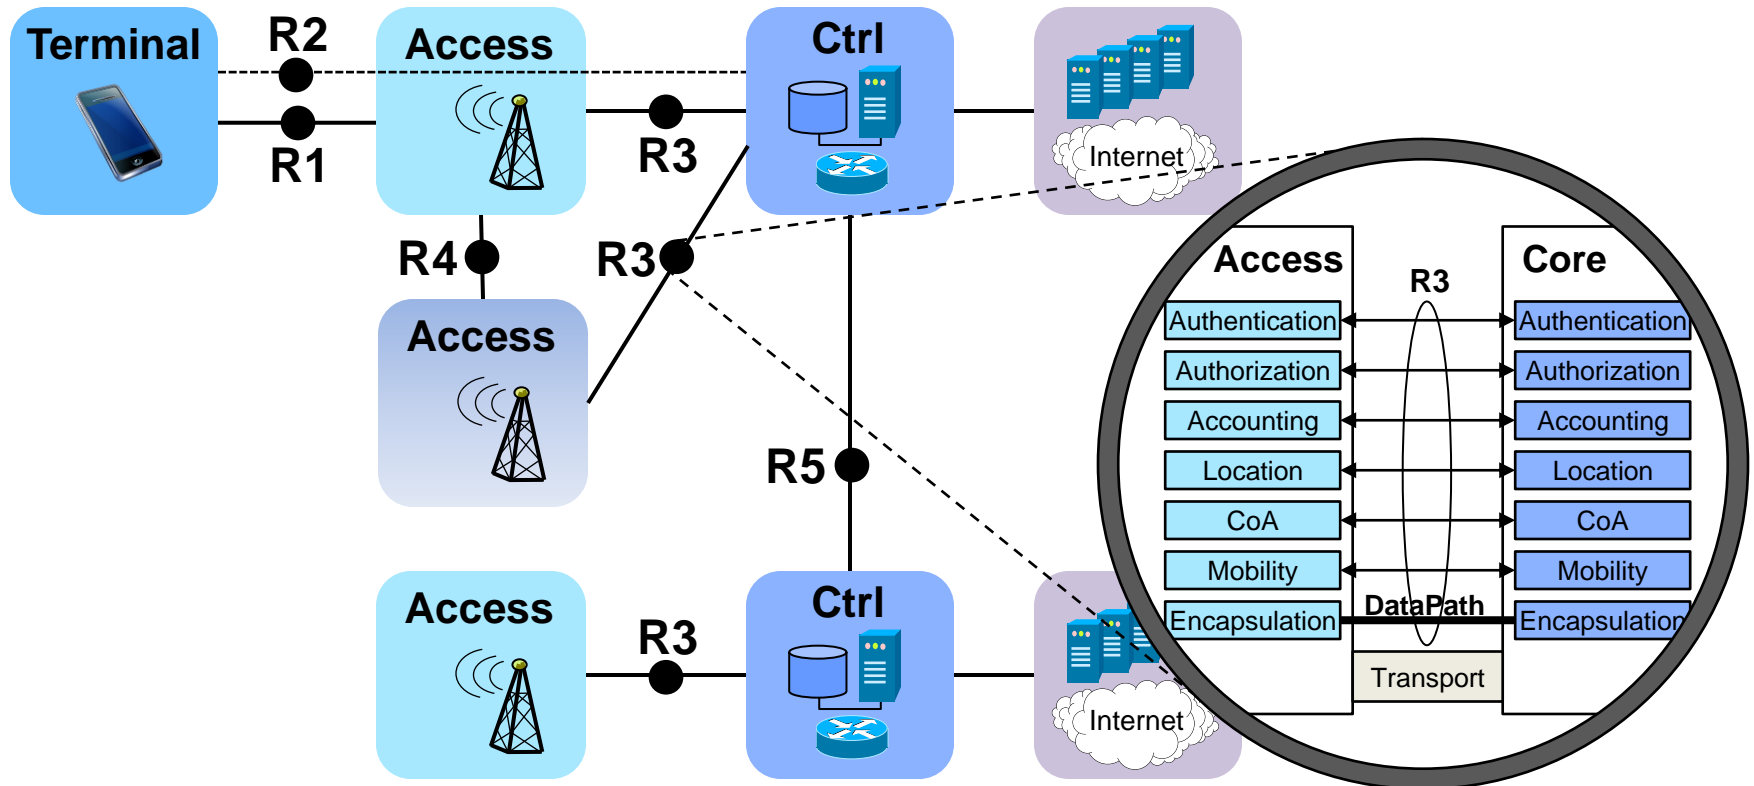 Terminal
R2
R1
Access
R3
Ctrl
Internet
R4
R3
Access
R5
Access
R3
Ctrl
Internet
Access
R3
Core
Authentication
Authentication
Authorization
Authorization
Accounting
Accounting
Location
Location
CoA
CoA
Mobility
Mobility
DataPath
Encapsulation
Encapsulation
Transport